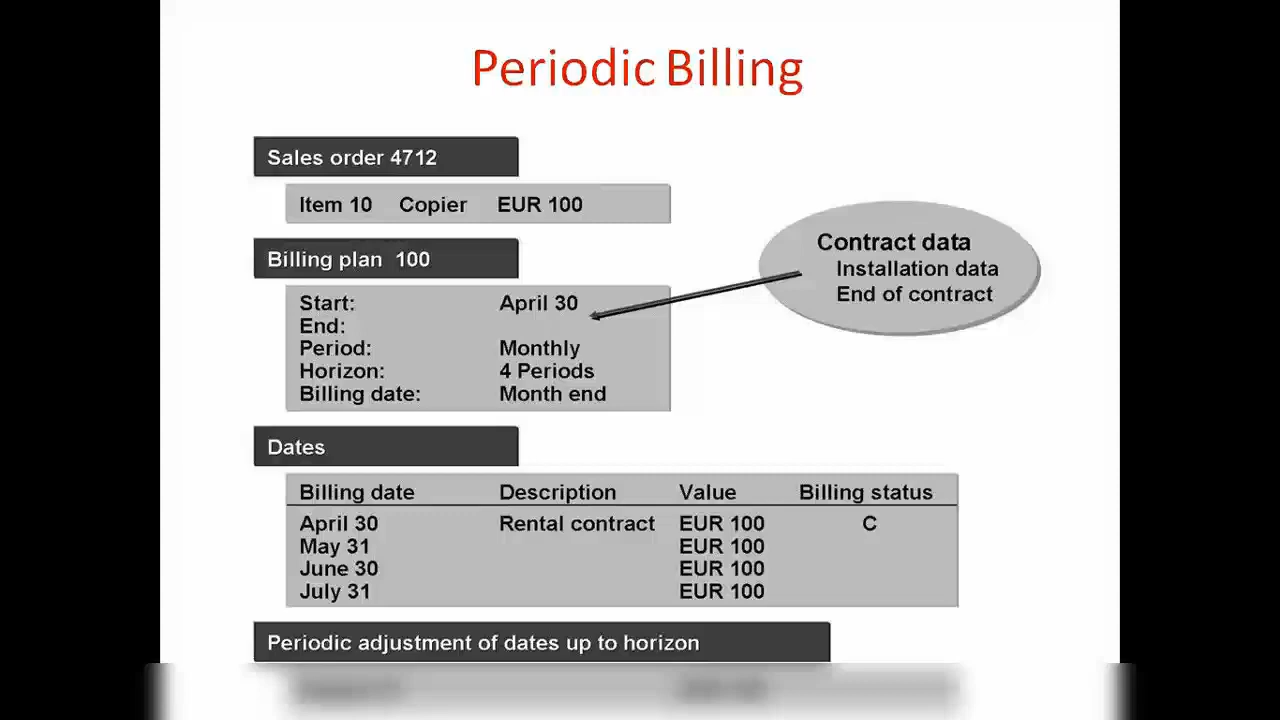 Periodic Billing
Sales order 4712
Item 10 Copier EUR 100
Billing plan 100
Contract data
Installation data
End of contract
Start: April 30
End:
Period: Monthly
Horizon: 4 Periods
Billing date: Month end
Dates
Billing date Description Value Billing status
April 30 Rental contract EUR 100 C
May 31 EUR 100
June 30 EUR 100
July 31 EUR 100
Periodic adjustment of dates up to horizon